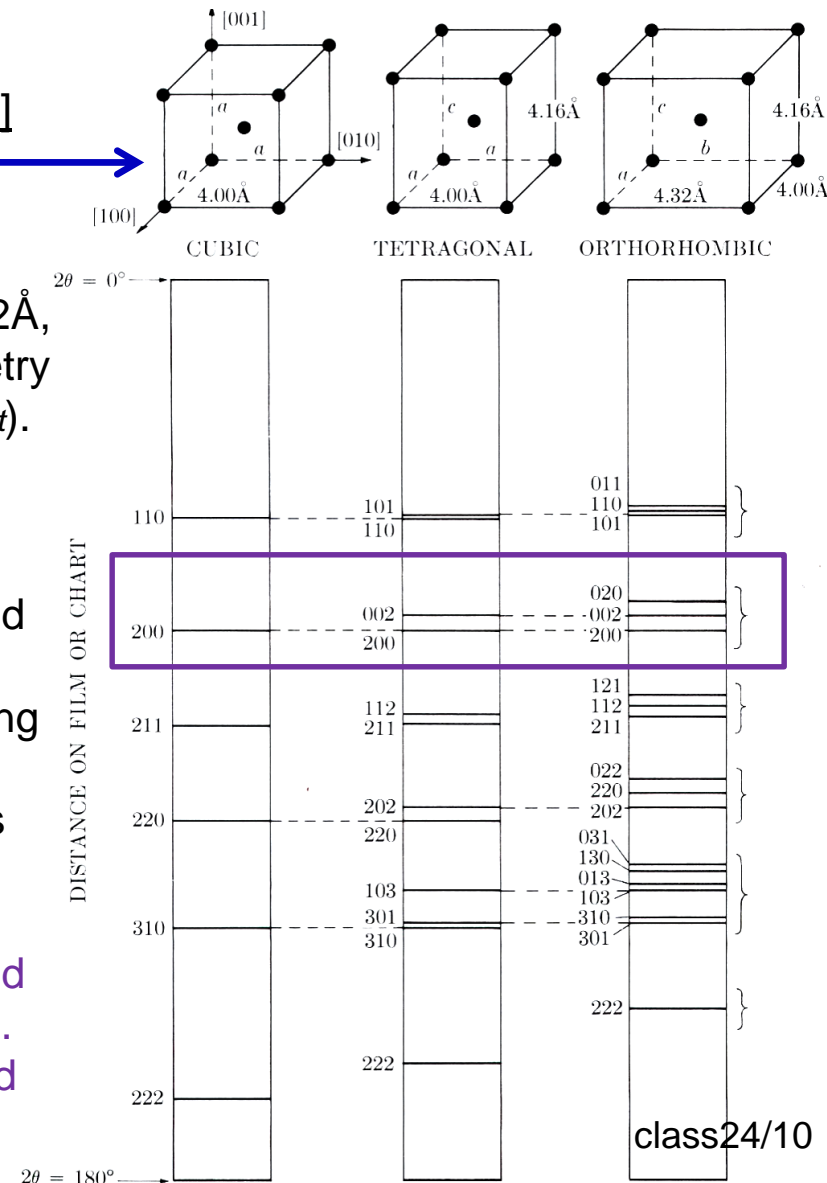 [001]
]
a
c
4.16Å
c
4.16Å
a
[010]
a
b
a
a
a
4.00Å
4.00Å
4.32Å
4.00Å
[100]
CUBIC
TETRAGONAL
ORTHORHOMBIC
2θ = 0°
2Å,
etry
t).
d
ng
s
d
.
d
DISTANCE ON FILM OR CHART
110
200
211
220
310
222
101
110
002
200
112
211
202
220
103
301
310
222
011
110
101
020
002
200
121
112
211
022
220
202
031
130
013
103
310
301
222
class24/10
2θ = 180°